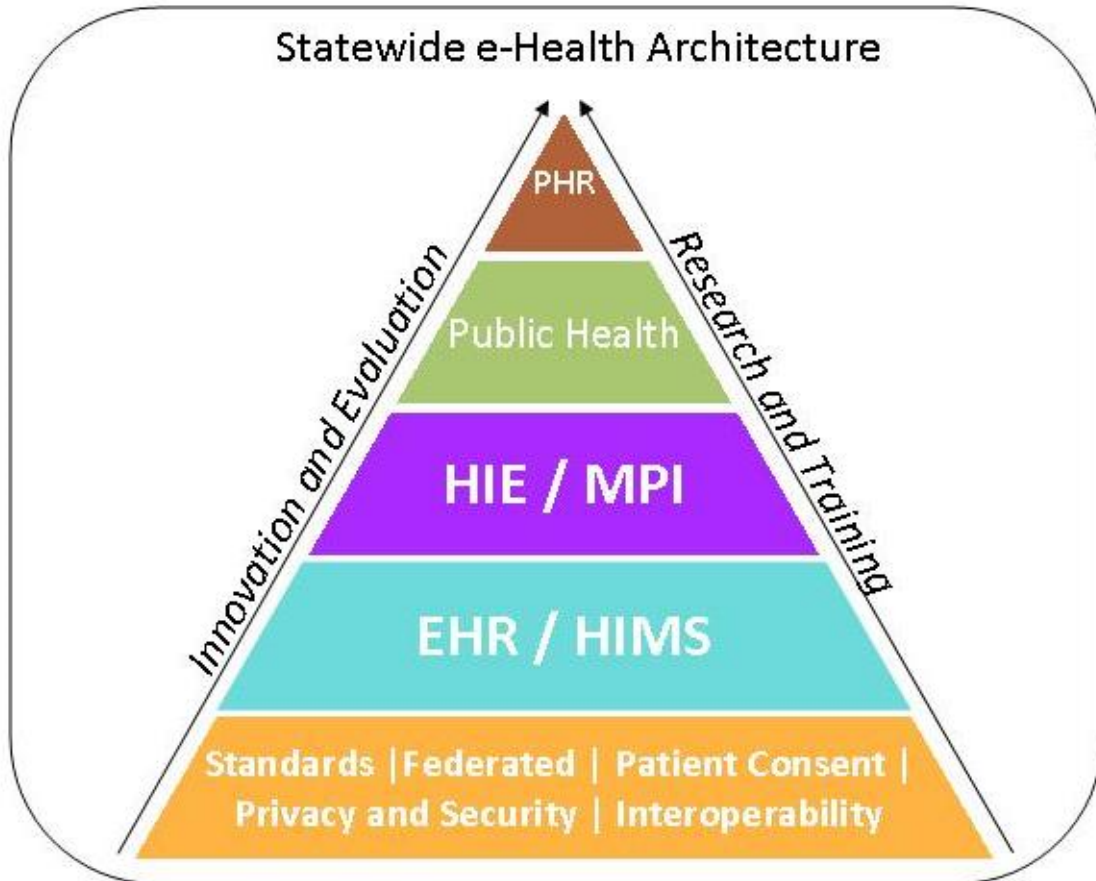 Statewide e-Health Architecture
PHR
Public Health
HIE / MPI
EHR / HIMS
Standards |Federated | Patient Consent |
Privacy and Security | Interoperability
Innovation and Evaluation
Research and Training